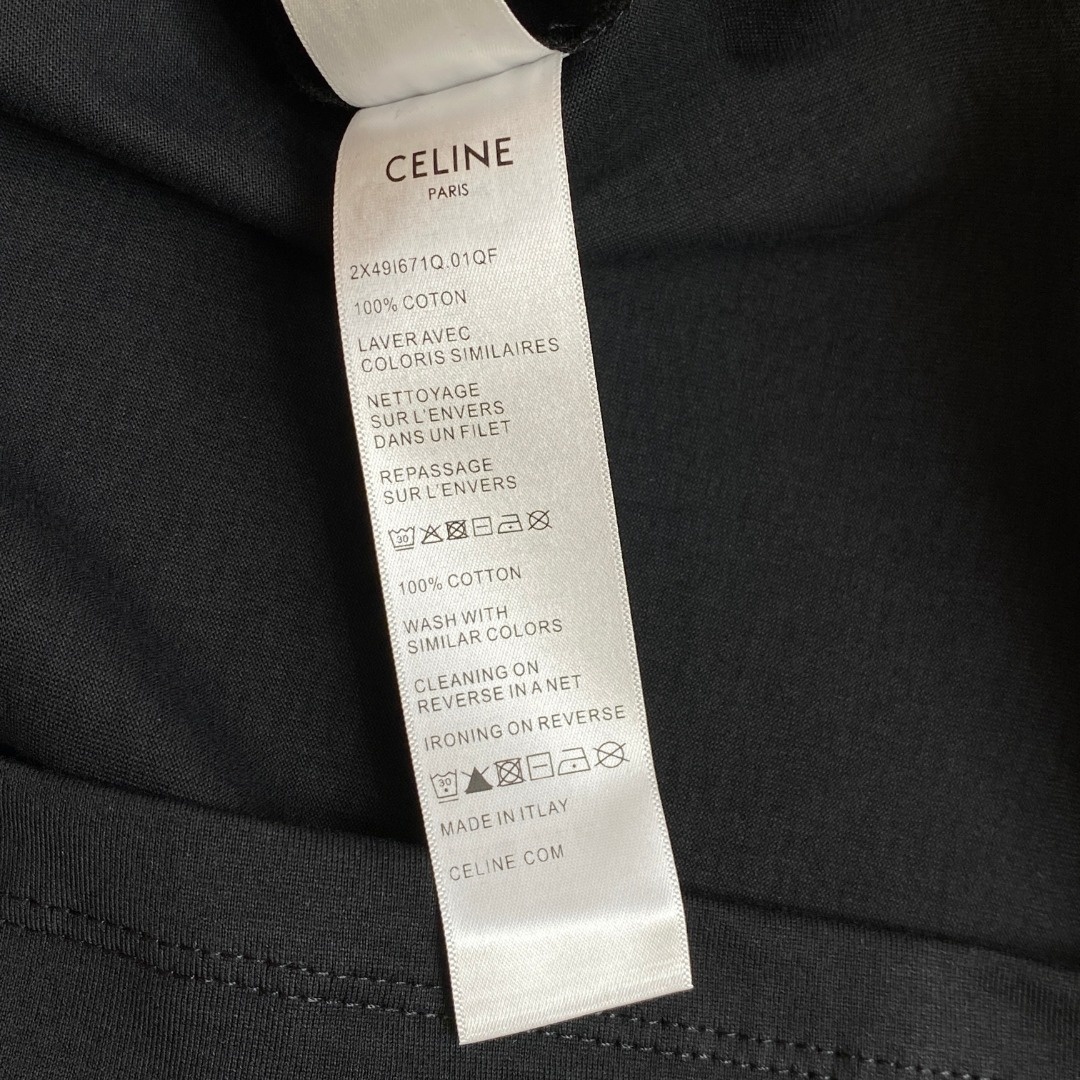 CELINE
PARIS
2X49I671Q.01QF
100% COTON
LAVER AVEC
COLORIS SIMILAIRES
NETTOYAGE
SUR L'ENVERS
DANS UN FILET
REPASSAGE
SUR L'ENVERS
30
100% COTTON
WASH WITH
SIMILAR COLORS
CLEANING ON
REVERSE IN A NET
IRONING ON REVERSE
30
MADE IN ITLAY
CELINE COM